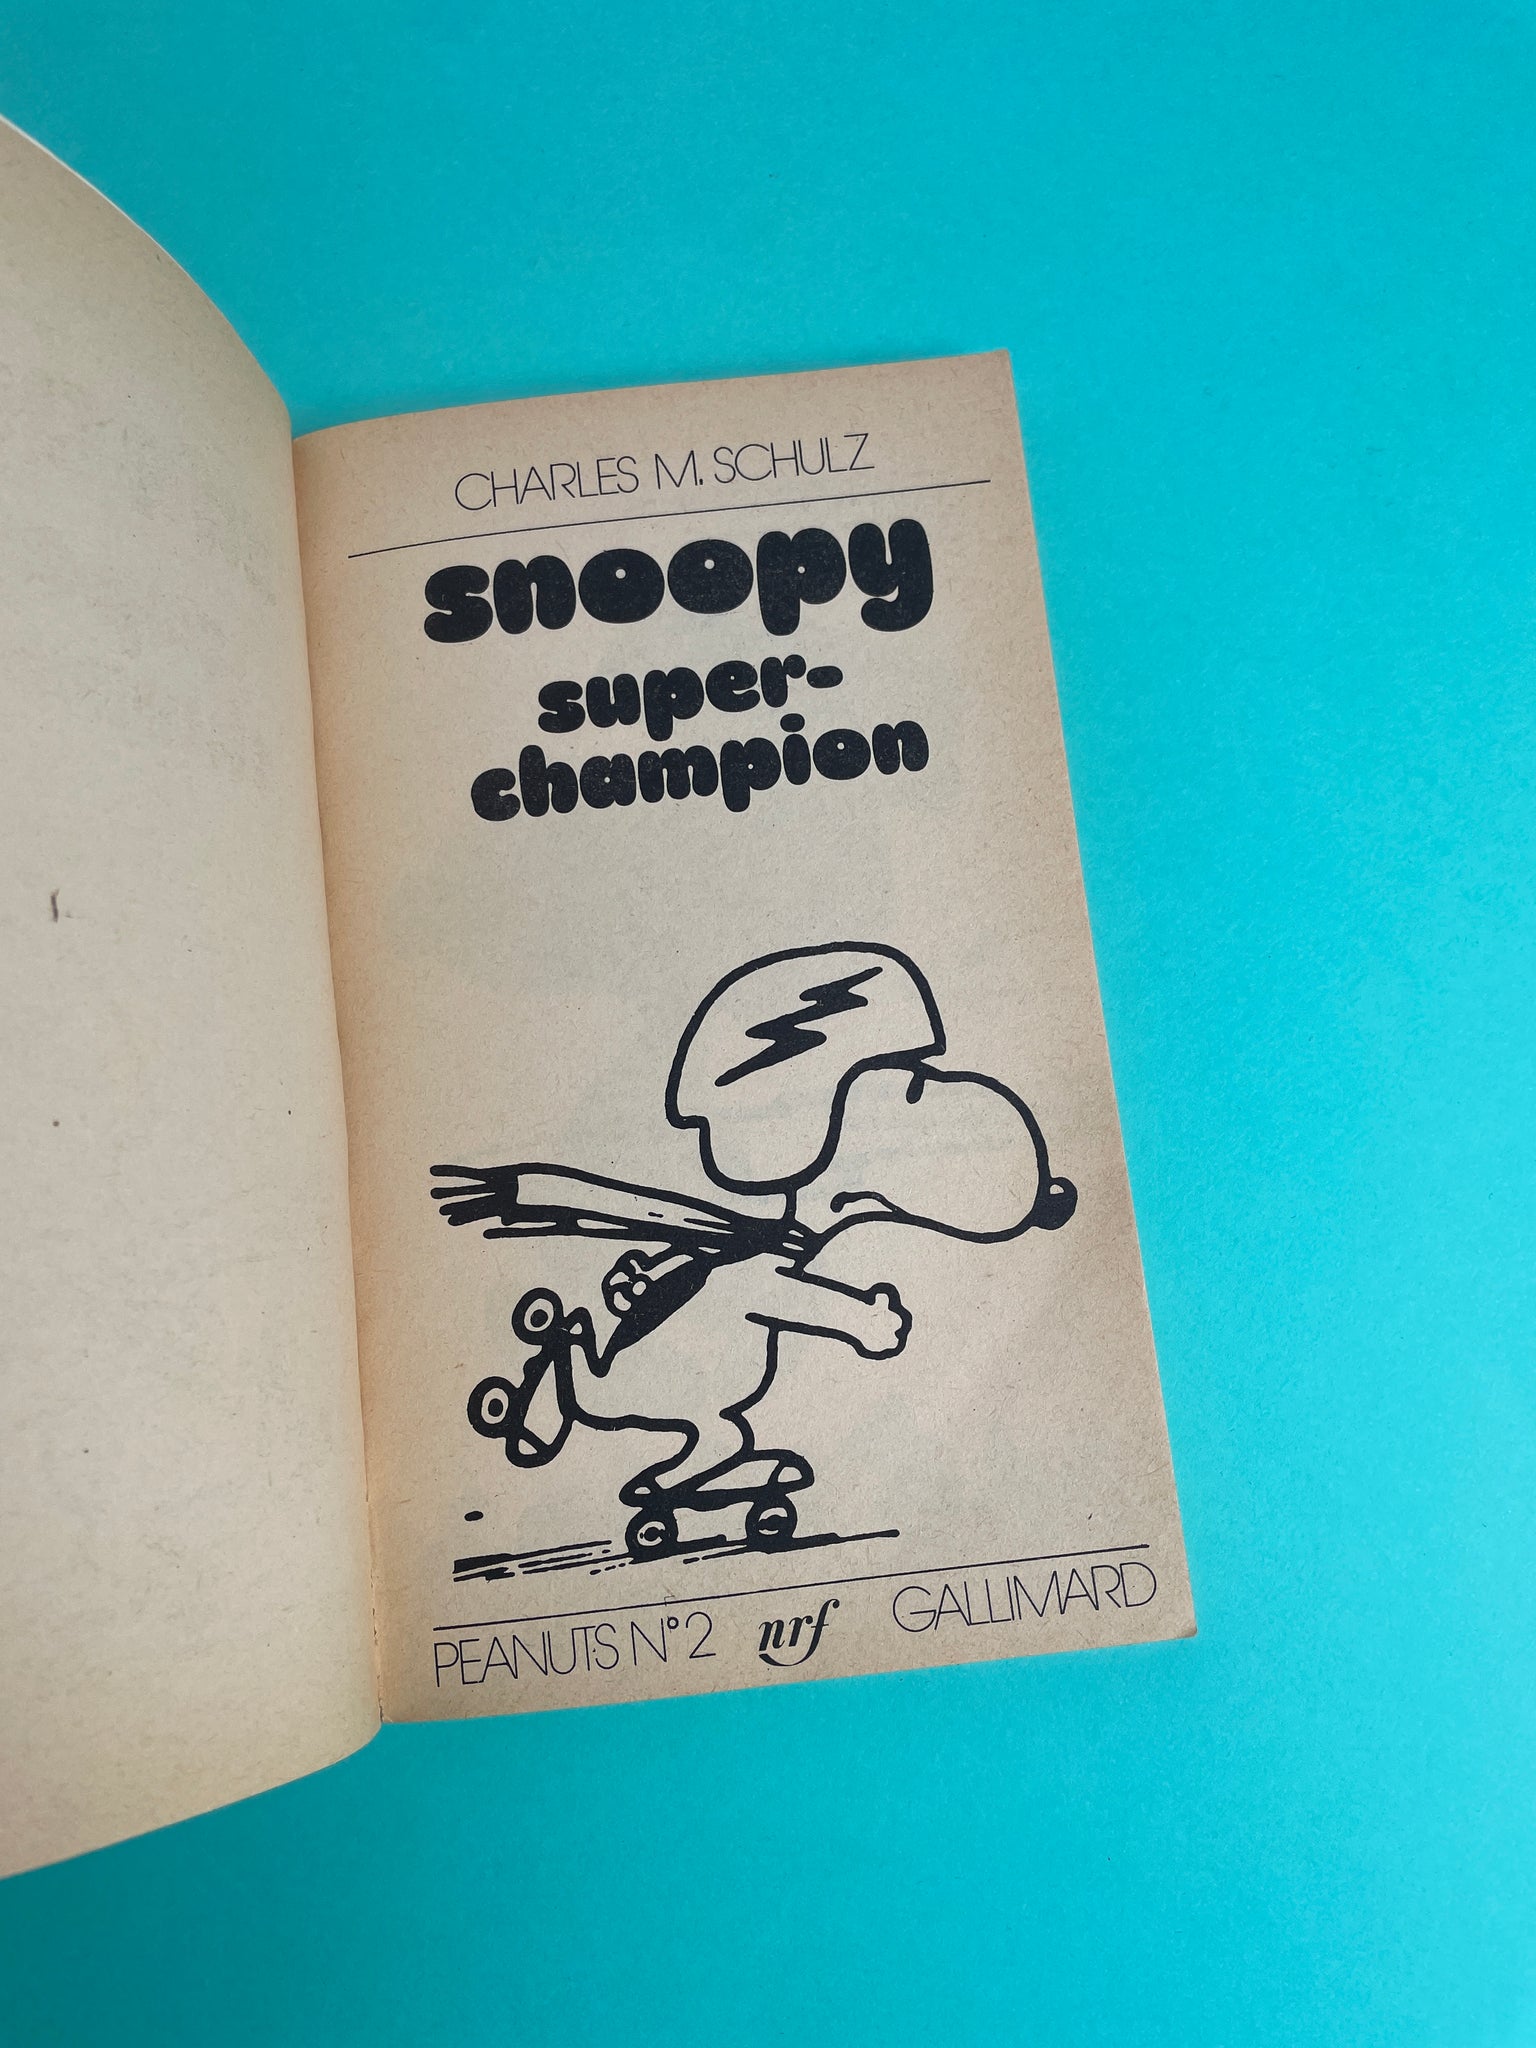 CHARLES M. SCHULZ
snoopy
super-
champion
PEANUTS N°2 nrf GALLIMARD